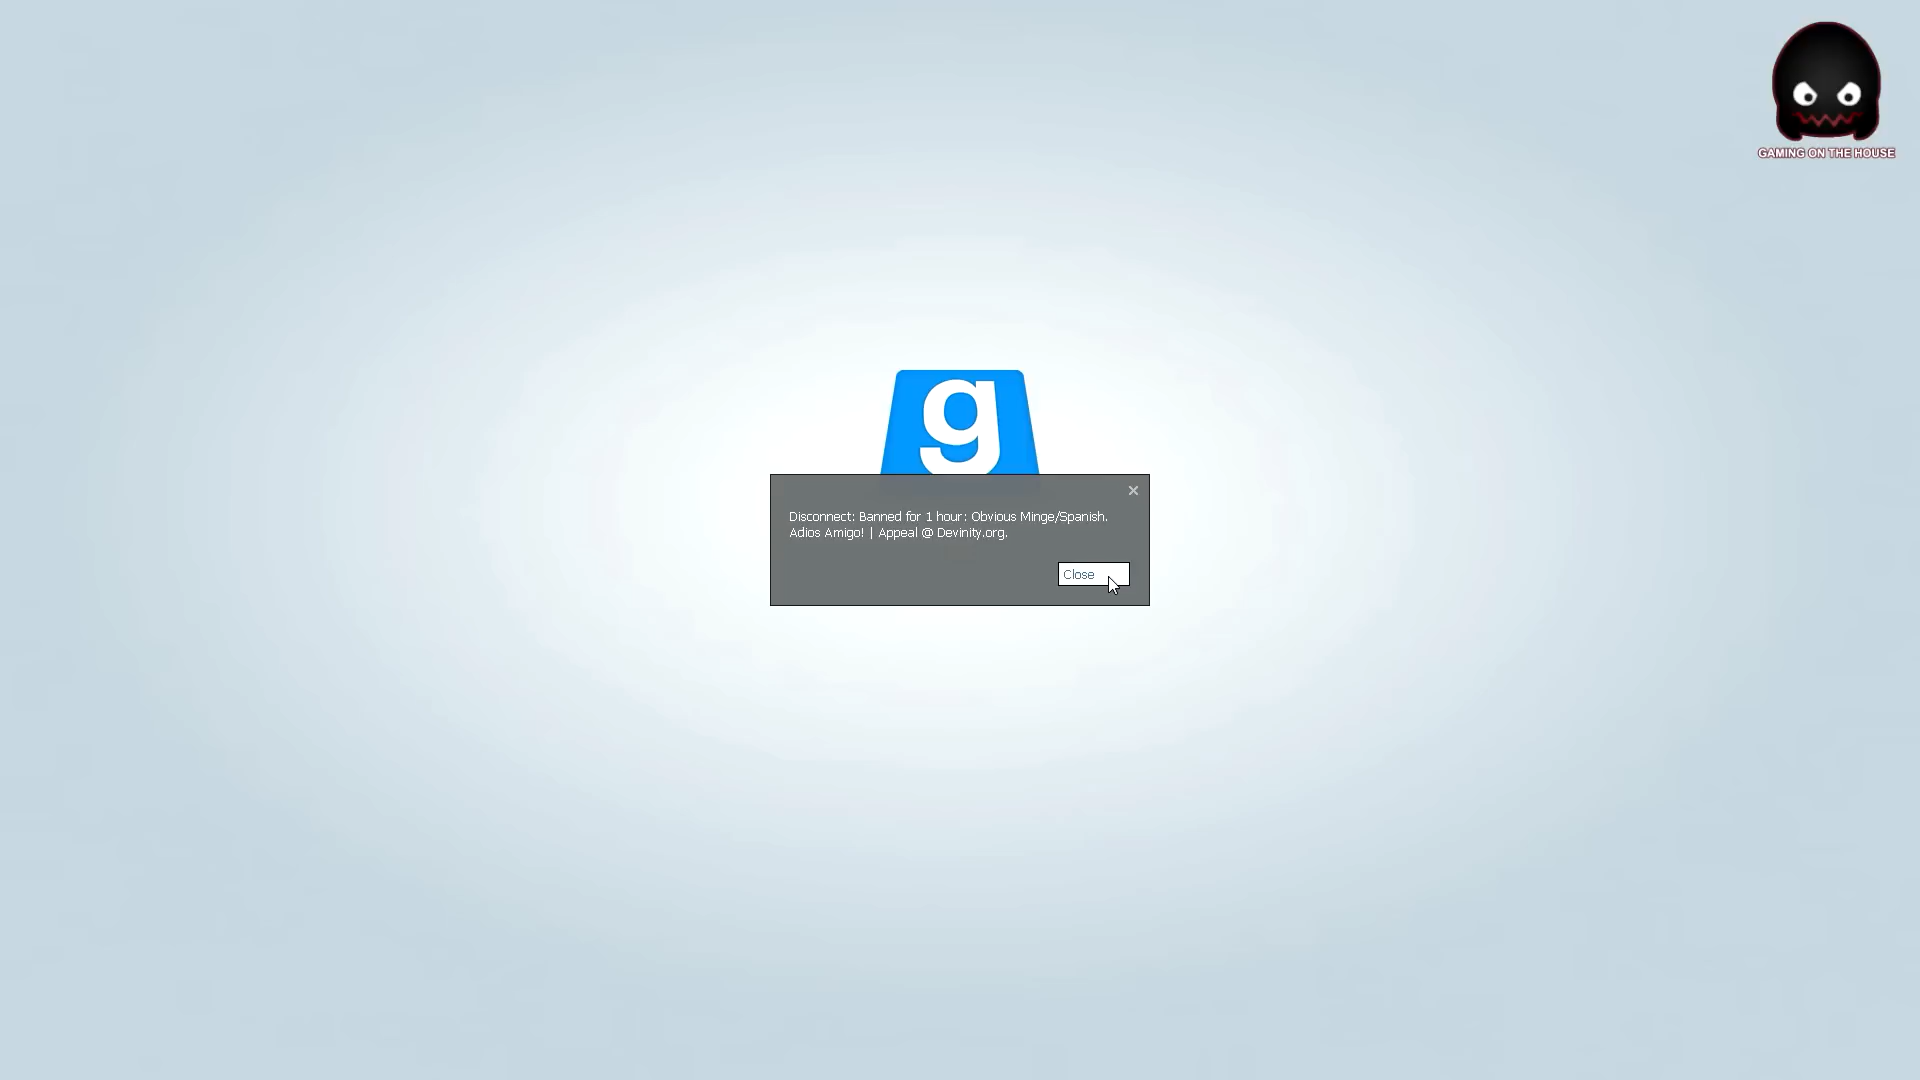 GAMING ON THE HOUSE
g
Disconnect: Banned for 1 hour: Obvious Minge/Spanish.
Adios Amigo! | Appeal @ Devinity.org.
Close